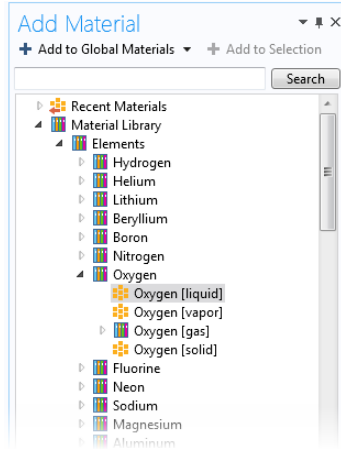 Add Material
Add to Global Materials Add to Selection
Search
Recent Materials
Material Library
Elements
Hydrogen
Helium
Lithium
Beryllium
Boron
Nitrogen
Oxygen
Oxygen [liquid]
Oxygen [vapor]
Oxygen [gas]
Oxygen [solid]
Fluorine
Neon
Sodium
Magnesium
Aluminum